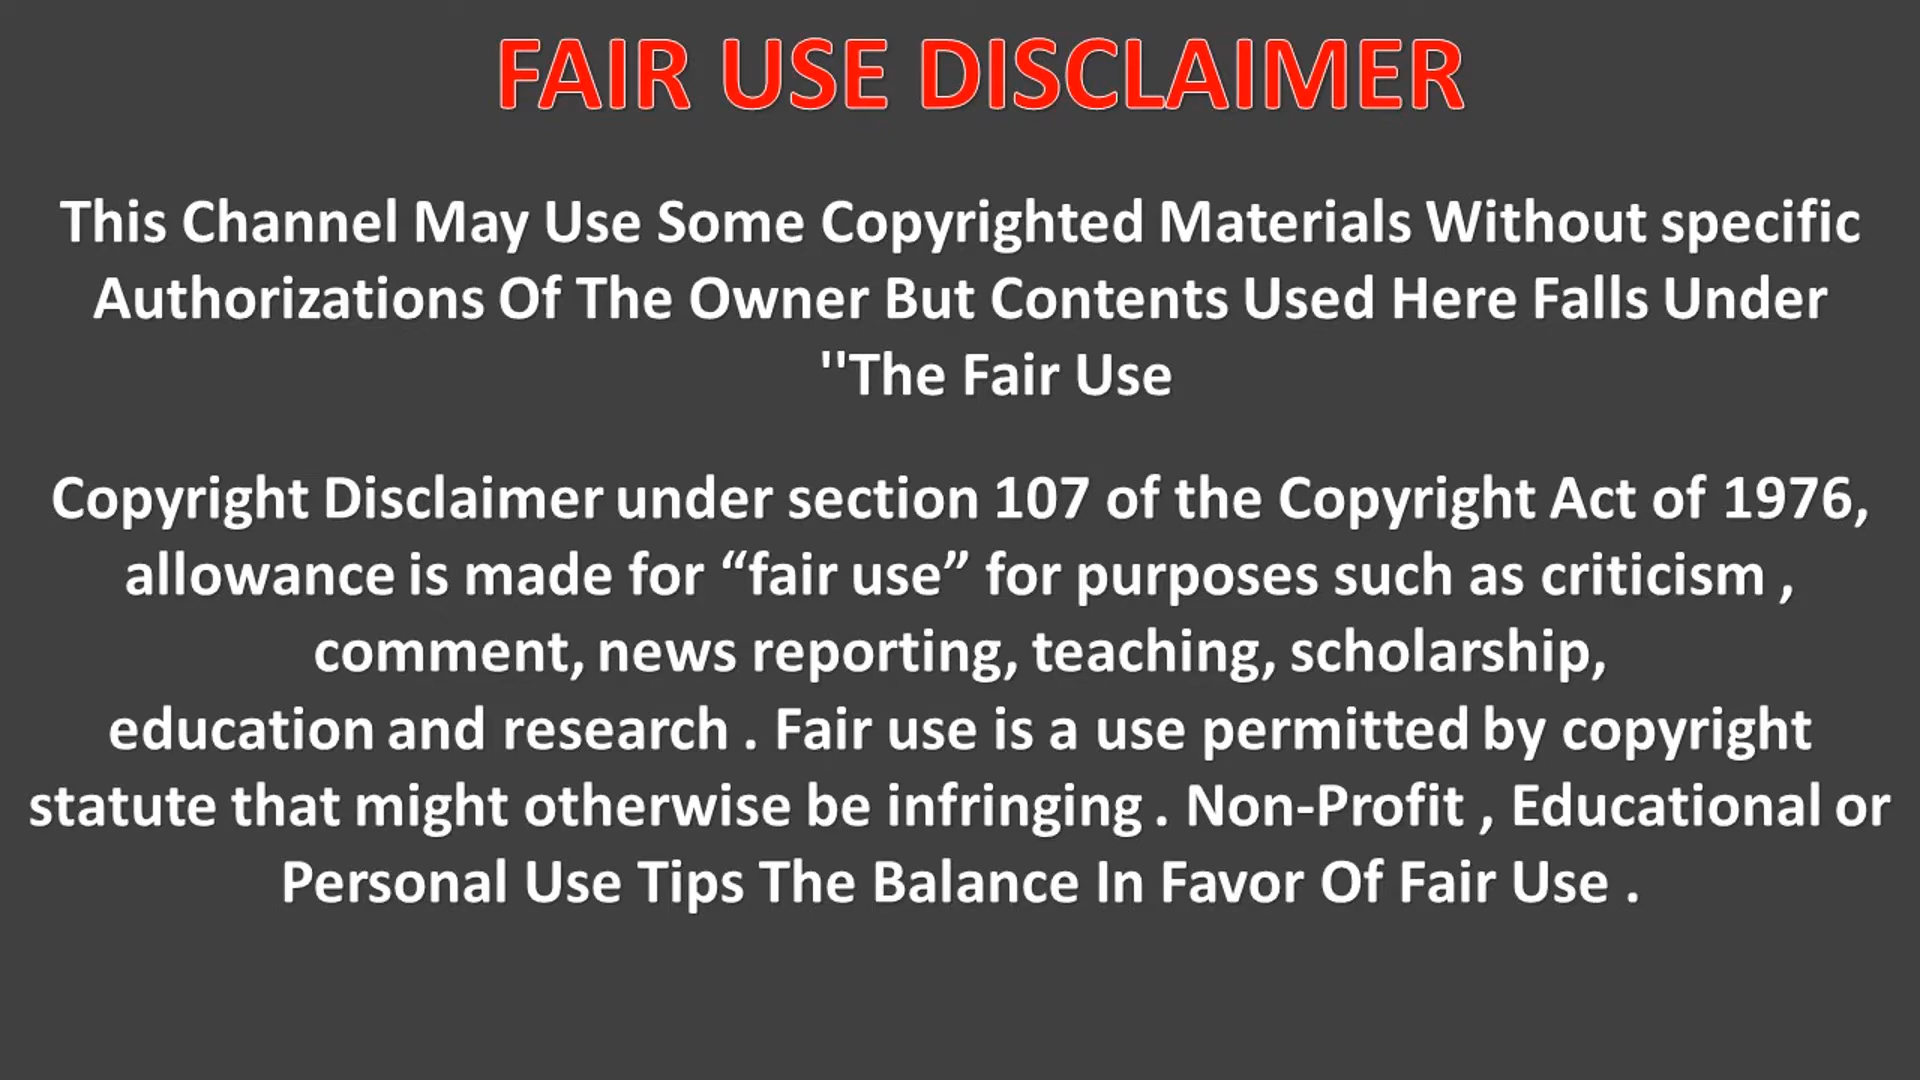 FAIR USE DISCLAIMER
This Channel May Use Some Copyrighted Materials Without specific
Authorizations Of The Owner But Contents Used Here Falls Under
''The Fair Use
Copyright Disclaimer under section 107 of the Copyright Act of 1976,
allowance is made for “fair use” for purposes such as criticism ,
comment, news reporting, teaching, scholarship,
education and research . Fair use is a use permitted by copyright
statute that might otherwise be infringing . Non-Profit , Educational or
Personal Use Tips The Balance In Favor Of Fair Use .